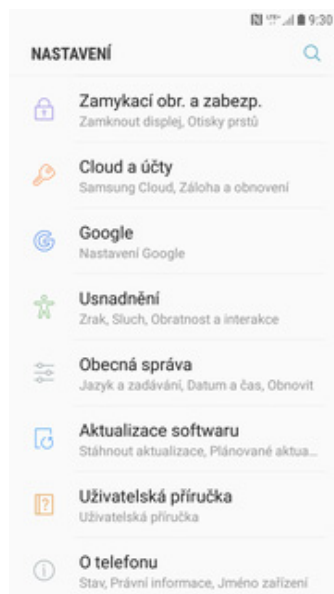 9:30
NASTAVENÍ
Zamykací obr. a zabezp.
Zamknout displej, Otisky prstů
Cloud a účty
Samsung Cloud, Záloha a obnovení
Google
Nastavení Google
Usnadnění
Zrak, Sluch, Obratnost a interakce
Obecná správa
Jazyk a zadávání, Datum a čas, Obnovit
Aktualizace softwaru
Stáhnout aktualizace, Plánované aktua...
Uživatelská příručka
Uživatelská příručka
O telefonu
Stav, Právní informace, Jméno zařízení